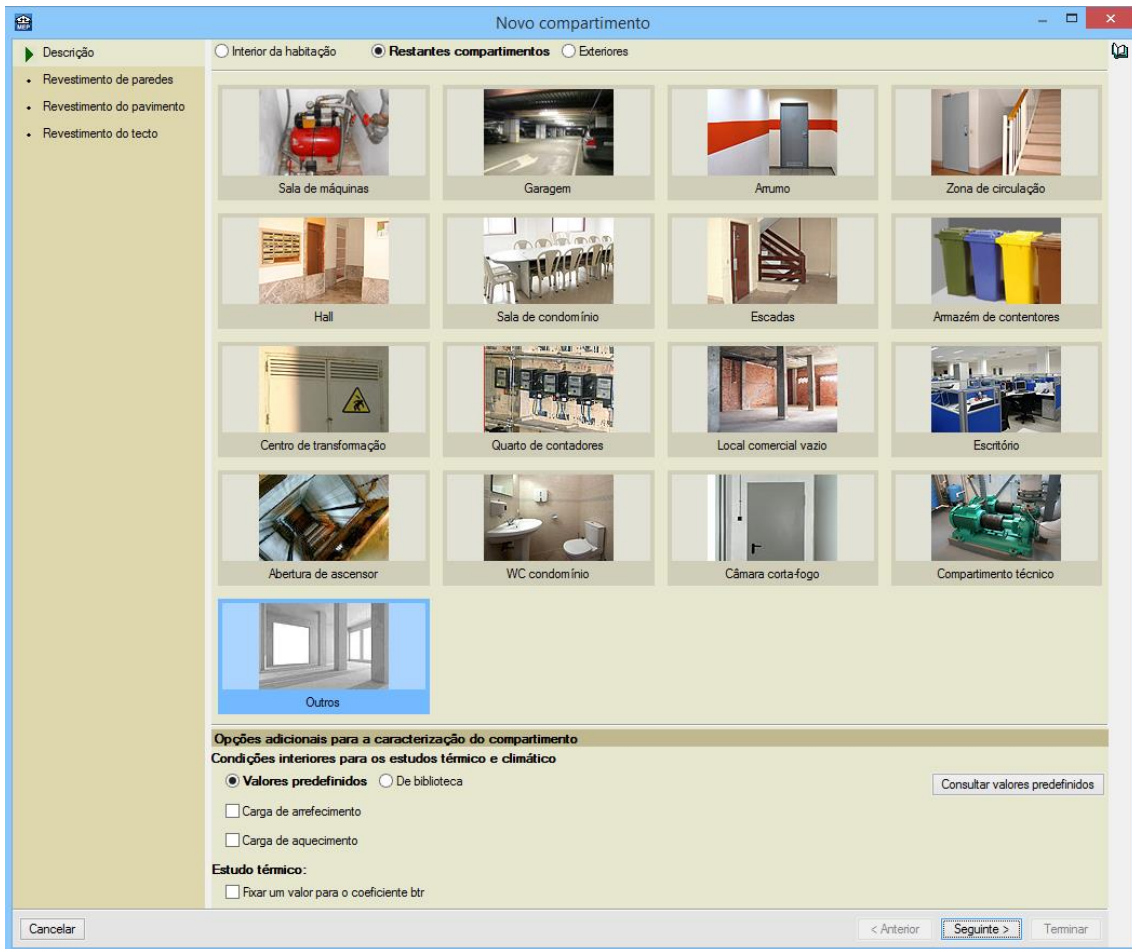 MEP
Novo compartimento
Descrição
Revestimento de paredes
Revestimento do pavimento
Revestimento do tecto
Interior da habitação Restantes compartimentos Exteriores
Sala de máquinas Garagem Arrumo Zona de circulação
Hall Sala de condomínio Escadas Armazém de contentores
Centro de transformação Quarto de contadores Local comercial vazio Escritório
Abertura de ascensor WC condomínio Câmara corta-fogo Compartimento técnico
Outros
Opções adicionais para a caracterização do compartimento
Condições interiores para os estudos térmico e climático
Valores predefinidos De biblioteca Consultar valores predefinidos
Carga de arrefecimento
Carga de aquecimento
Estudo térmico:
Fixar um valor para o coeficiente btr
Cancelar < Anterior Seguinte > Terminar